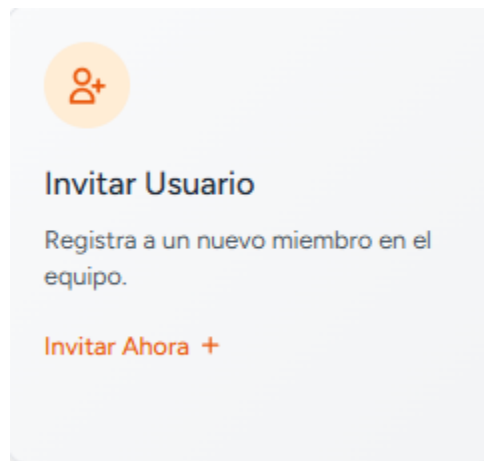 Invitar Usuario
Registra a un nuevo miembro en el
equipo.
Invitar Ahora +